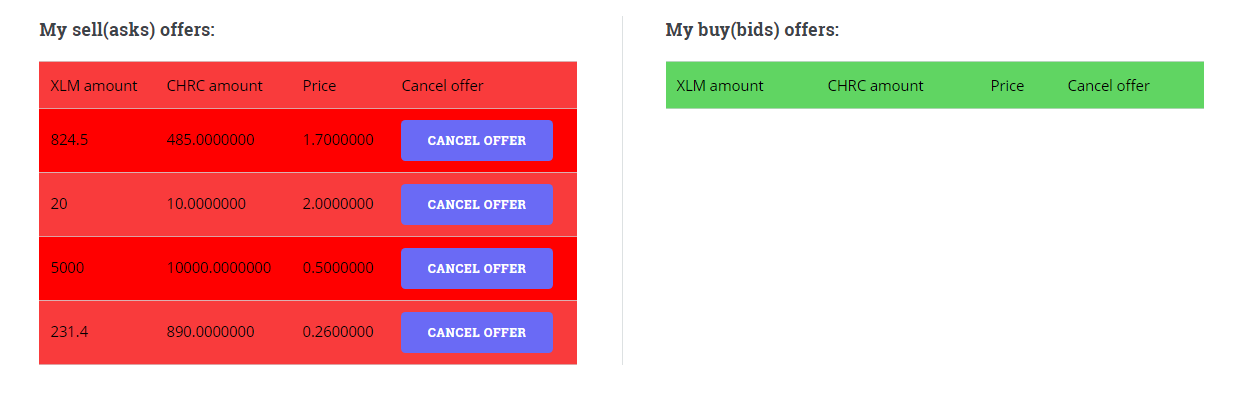 My sell(asks) offers:
XLM amount CHRC amount Price Cancel offer
824.5 485.0000000 1.7000000 CANCEL OFFER
20 10.0000000 2.0000000 CANCEL OFFER
5000 10000.0000000 0.5000000 CANCEL OFFER
231.4 890.0000000 0.2600000 CANCEL OFFER
My buy(bids) offers:
XLM amount CHRC amount Price Cancel offer